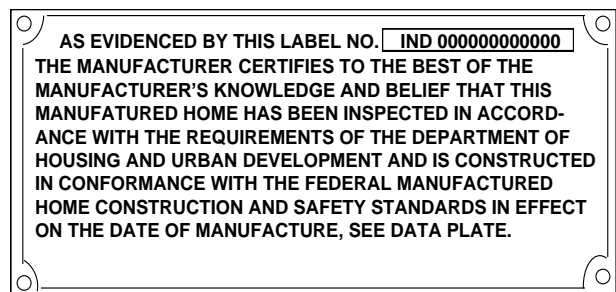 AS EVIDENCED BY THIS LABEL NO. IND 000000000000
THE MANUFACTURER CERTIFIES TO THE BEST OF THE
MANUFACTURER'S KNOWLEDGE AND BELIEF THAT THIS
MANUFATURED HOME HAS BEEN INSPECTED IN ACCORD-
ANCE WITH THE REQUIREMENTS OF THE DEPARTMENT OF
HOUSING AND URBAN DEVELOPMENT AND IS CONSTRUCTED
IN CONFORMANCE WITH THE FEDERAL MANUFACTURED
HOME CONSTRUCTION AND SAFETY STANDARDS IN EFFECT
ON THE DATE OF MANUFACTURE, SEE DATA PLATE.